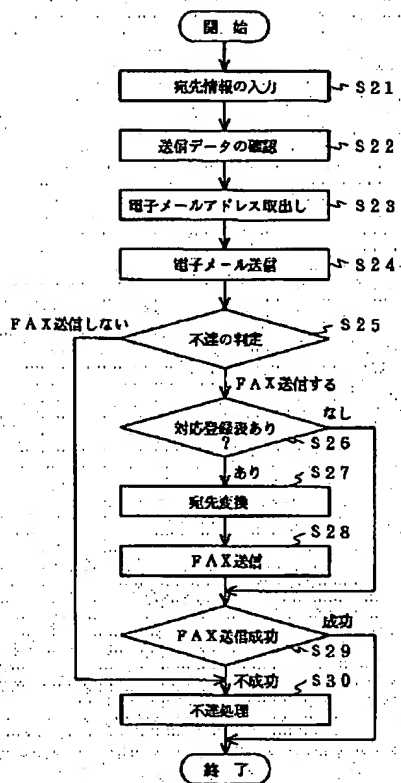 開 始
宛先情報の入力
S21
送信データの確認
S22
電子メールアドレス取出し
S23
電子メール送信
S24
FAX送信しない
不達の判定
S25
FAX送付する
対応登録表あり
?
なし
S26
あり
S27
宛先変換
S28
FAX送信
FAX送信成功
成功
S29
不成功
S30
不達処理
終 了